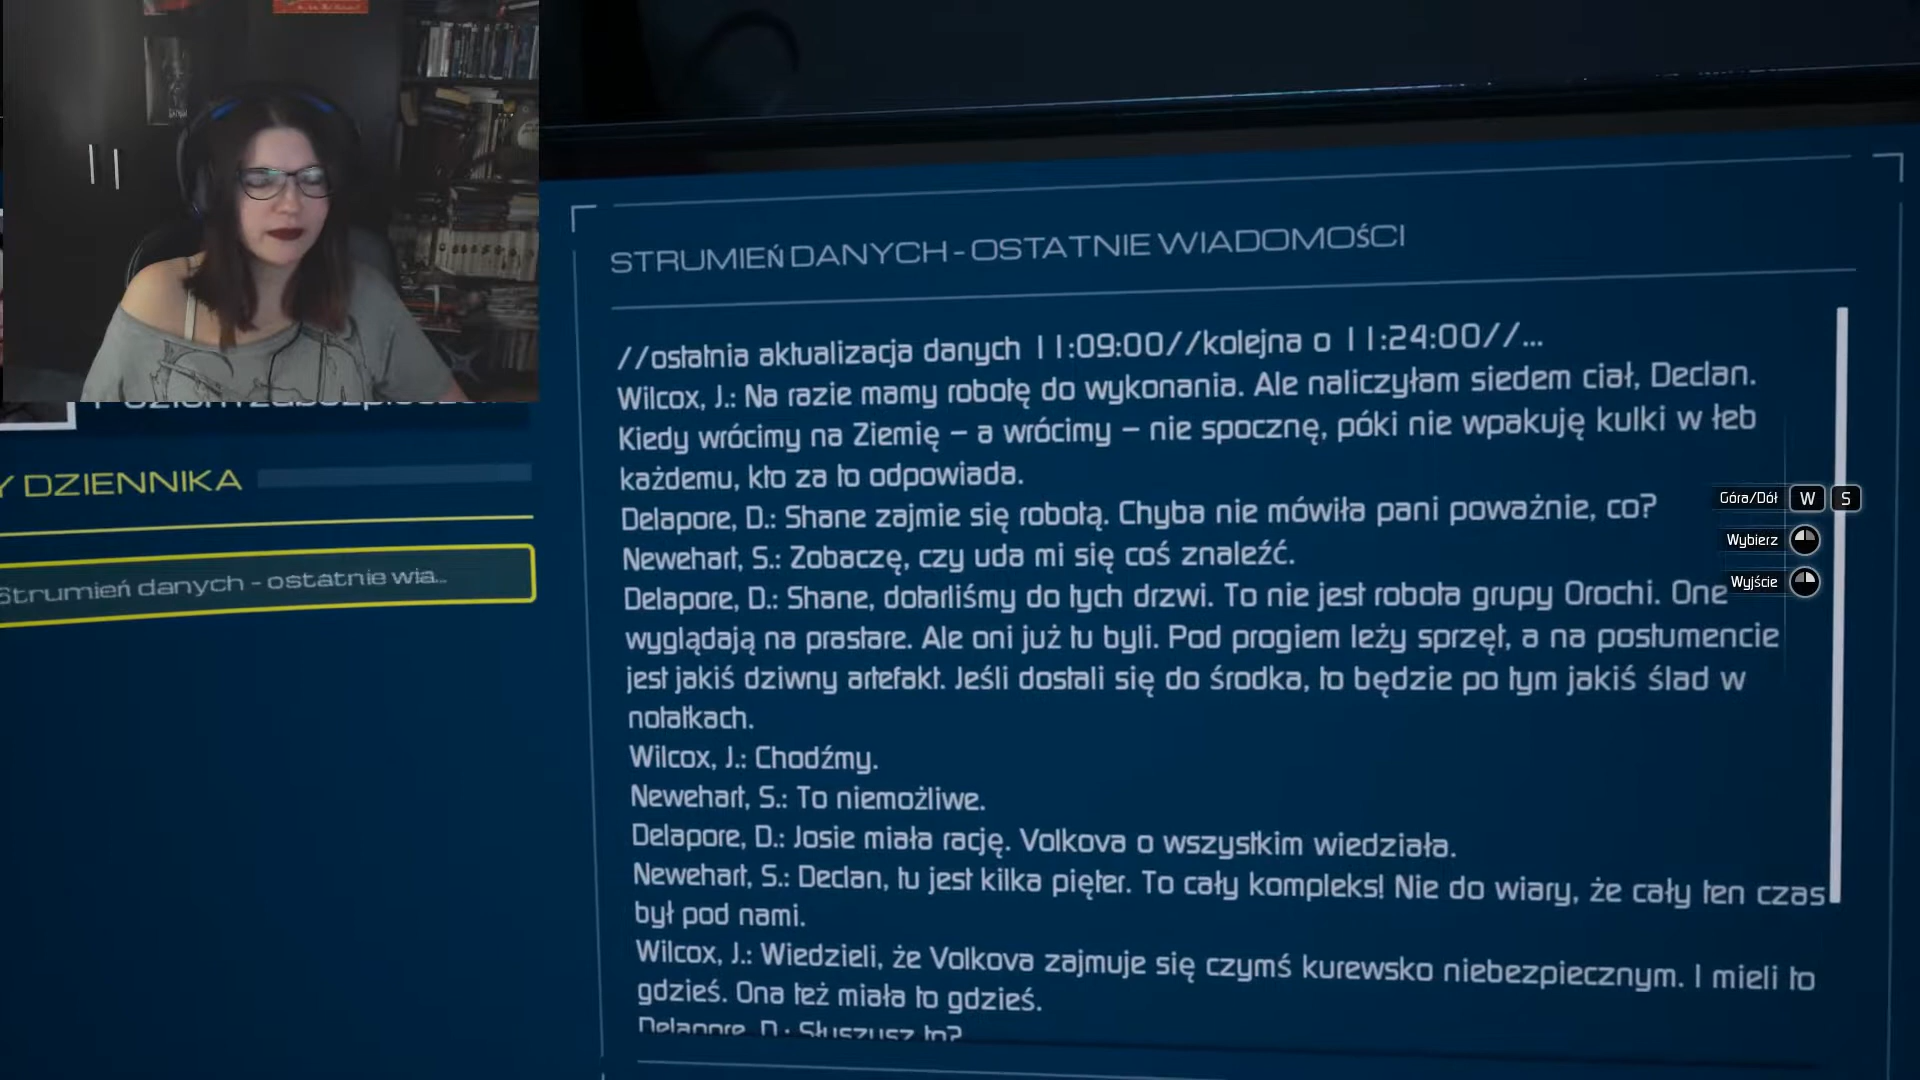 STRUMIEŃ DANYCH - OSTATNIE WIADOMOŚCI
//ostatnia aktualizacja danych 11:09:00//kolejna o 11:24:00//...
Wilcox, J.: Na razie mamy robotę do wykonania. Ale naliczyłam siedem ciał, Declan.
Kiedy wrócimy na Ziemię – a wrócimy – nie spocznę, póki nie wpakuję kulki w łeb
każdemu, kto za to odpowiada.
Delapore, D.: Shane zajmie się robotą. Chyba nie mówiła pani poważnie, co?
Newehart, S.: Zobaczę, czy uda mi się coś znaleźć.
Delapore, D.: Shane, dotarliśmy do tych drzwi. To nie jest robota grupy Orochi. One
wyglądają na prastare. Ale oni już tu byli. Pod progiem leży sprzęt, a na postumencie
jest jakiś dziwny artefakt. Jeśli dostali się do środka, to będzie po tym jakiś ślad w
notatkach.
Wilcox, J.: Chodźmy.
Newehart, S.: To niemożliwe.
Delapore, D.: Josie miała rację. Volkova o wszystkim wiedziała.
Newehart, S.: Declan, tu jest kilka pięter. To cały kompleks! Nie do wiary, że cały ten czas
był pod nami.
Wilcox, J.: Wiedzieli, że Volkova zajmuje się czymś kurewsko niebezpiecznym. I mieli to
gdzieś. Ona też miała to gdzieś.
Delapore, D.: Słyszysz to?
Y DZIENNIKA
Strumień danych - ostatnie wia...
Góra/Dół W S
Wybierz
Wyjście